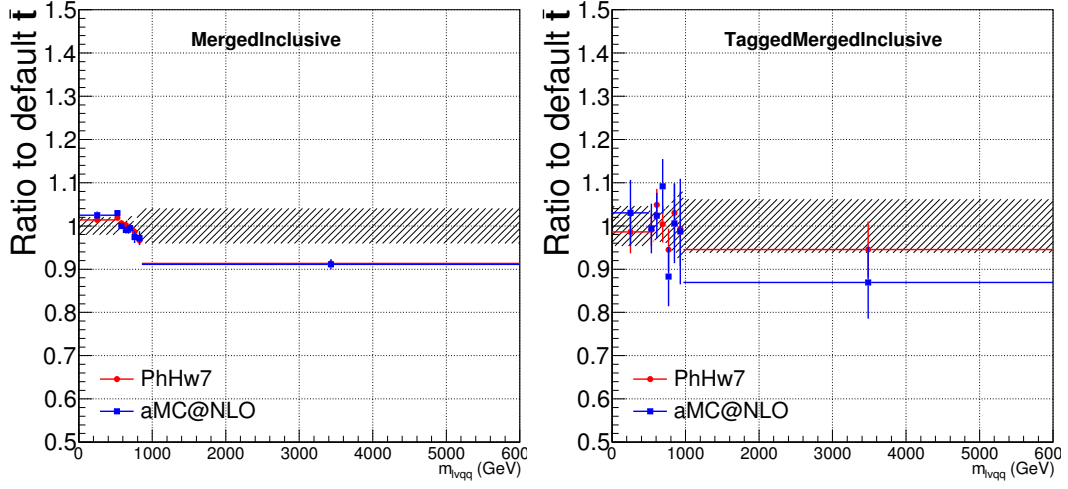 Ratio to default t̄t
1.5
1.4
1.3
1.2
1.1
1
0.9
0.8
0.7
0.6
0.5
MergedInclusive
PhHw7
aMC@NLO
0 1000 2000 3000 4000 5000 6000
m_lvqq (GeV)
Ratio to default t̄t
1.5
1.4
1.3
1.2
1.1
1
0.9
0.8
0.7
0.6
0.5
TaggedMergedInclusive
PhHw7
aMC@NLO
0 1000 2000 3000 4000 5000 600
m_lvqq (GeV)